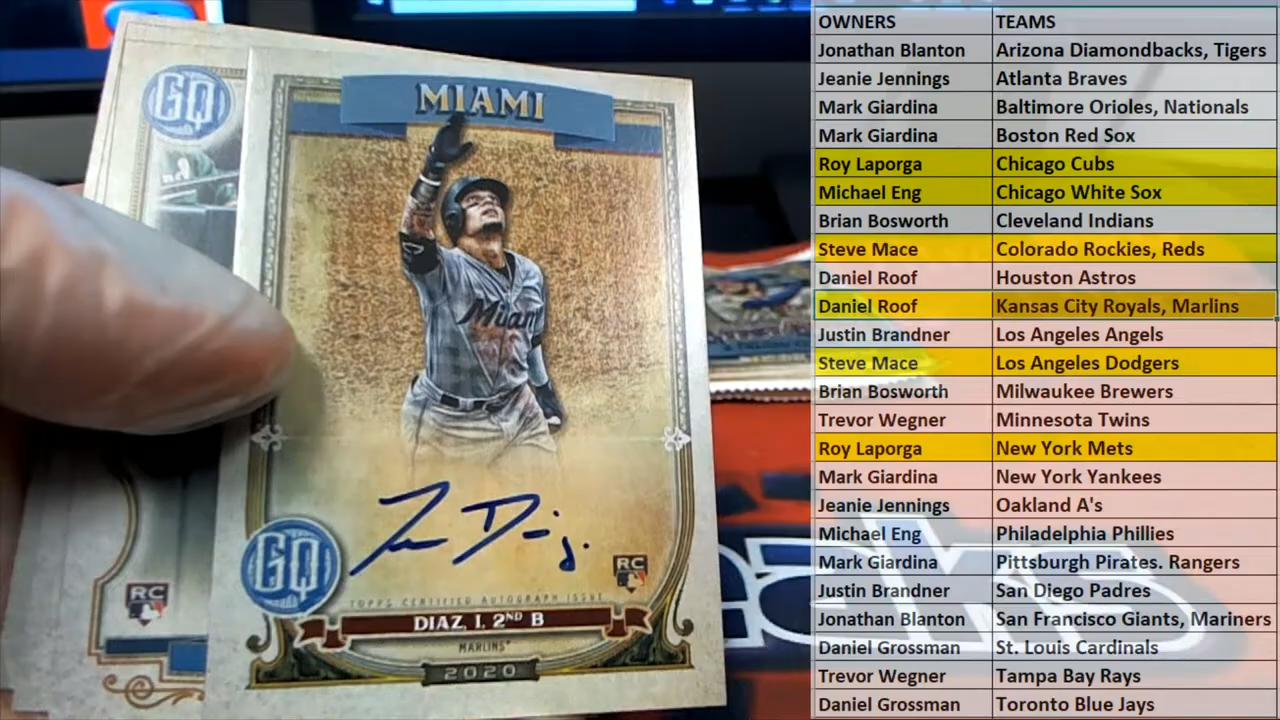 GQ
MIAMI
Miami
GQ
RC
RC
TOPPS CERTIFIED AUTOGRAPH ISSUE
DIAZ, I, 2ND B
MARLINS
2020
OWNERS TEAMS
Jonathan Blanton Arizona Diamondbacks, Tigers
Jeanie Jennings Atlanta Braves
Mark Giardina Baltimore Orioles, Nationals
Mark Giardina Boston Red Sox
Roy Laporga Chicago Cubs
Michael Eng Chicago White Sox
Brian Bosworth Cleveland Indians
Steve Mace Colorado Rockies, Reds
Daniel Roof Houston Astros
Daniel Roof Kansas City Royals, Marlins
Justin Brandner Los Angeles Angels
Steve Mace Los Angeles Dodgers
Brian Bosworth Milwaukee Brewers
Trevor Wegner Minnesota Twins
Roy Laporga New York Mets
Mark Giardina New York Yankees
Jeanie Jennings Oakland A's
Michael Eng Philadelphia Phillies
Mark Giardina Pittsburgh Pirates. Rangers
Justin Brandner San Diego Padres
Jonathan Blanton San Francisco Giants, Mariners
Daniel Grossman St. Louis Cardinals
Trevor Wegner Tampa Bay Rays
Daniel Grossman Toronto Blue Jays